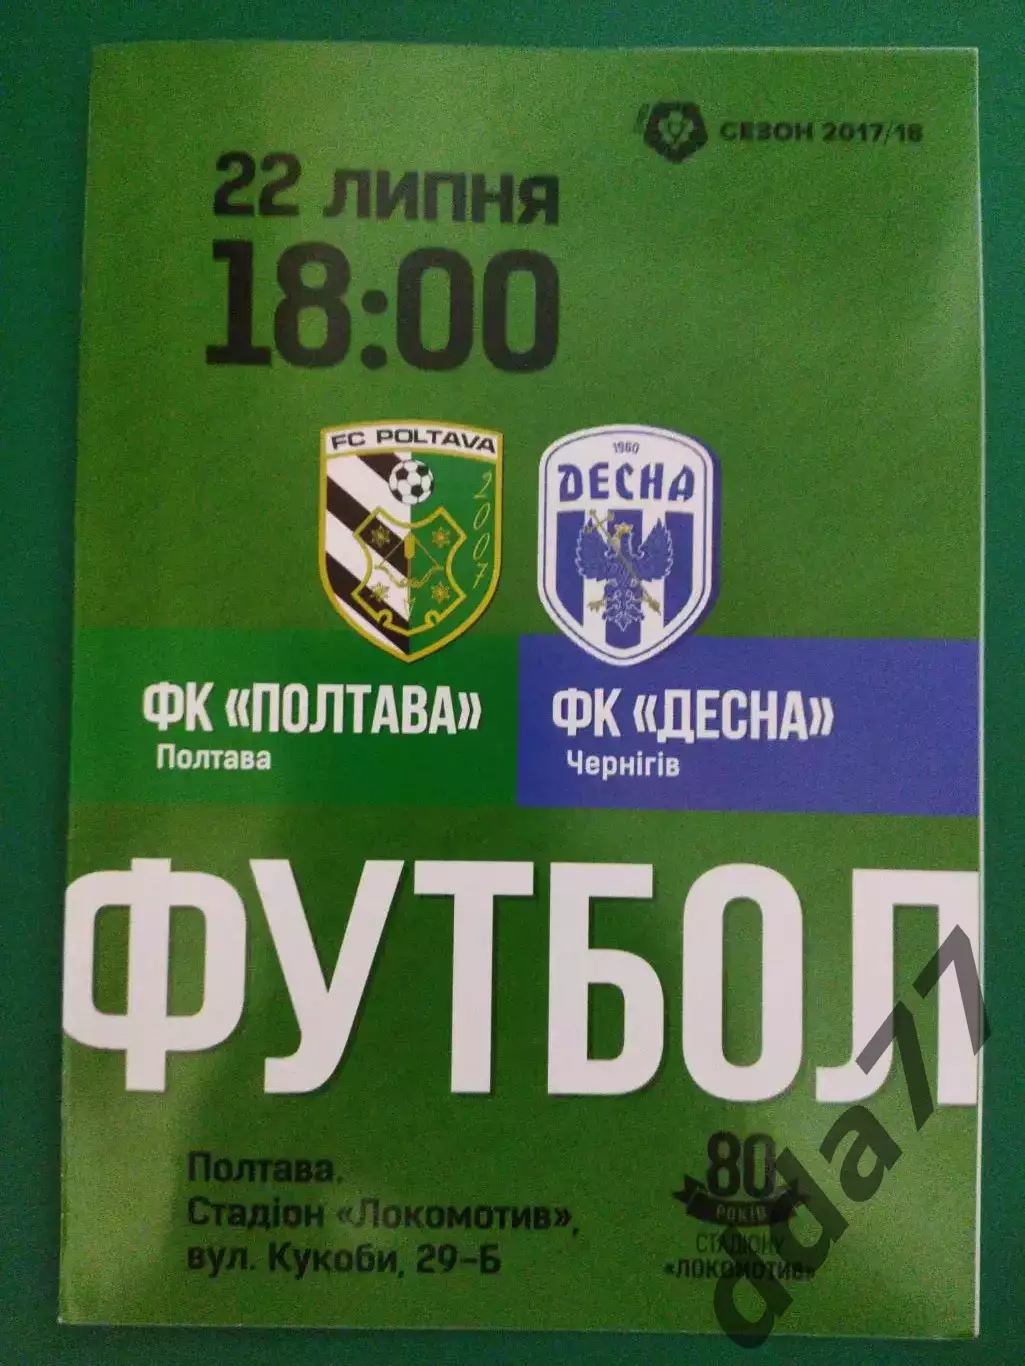 СЕЗОН 2017/18
22 ЛИПНЯ
18:00
FC POLTAVA
2007
1960
ДЕСНА
ФК «ПОЛТАВА»
Полтава
ФК «ДЕСНА»
Чернігів
ФУТБОЛ
Полтава.
Стадіон «Локомотив»,
вул. Кукоби, 29-Б
80
РОКІВ
СТАДІОНУ
«ЛОКОМОТИВ»
dda77